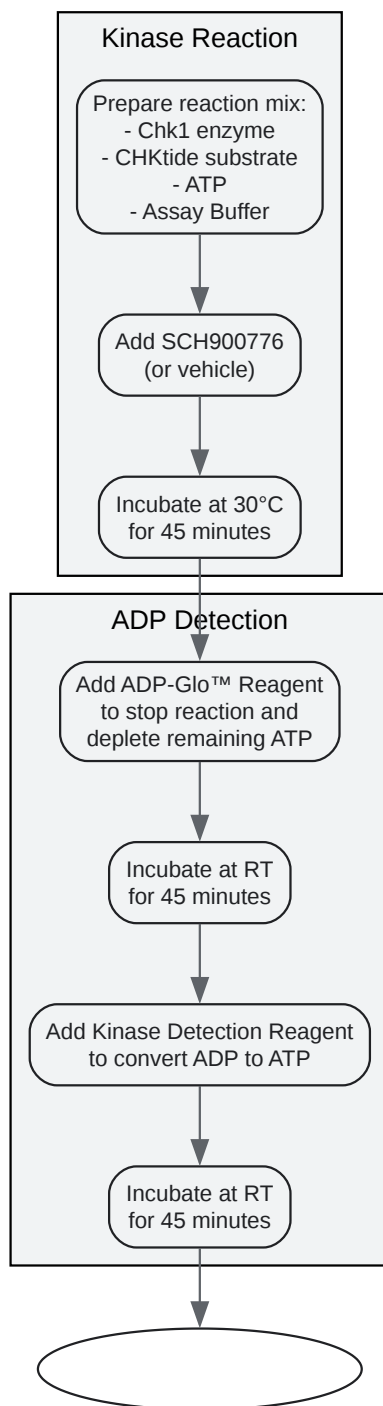 Kinase Reaction
Prepare reaction mix:
- Chk1 enzyme
- CHKtide substrate
- ATP
- Assay Buffer
Add SCH900776
(or vehicle)
Incubate at 30°C
for 45 minutes
ADP Detection
Add ADP-Glo™ Reagent
to stop reaction and
deplete remaining ATP
Incubate at RT
for 45 minutes
Add Kinase Detection Reagent
to convert ADP to ATP
Incubate at RT
for 45 minutes